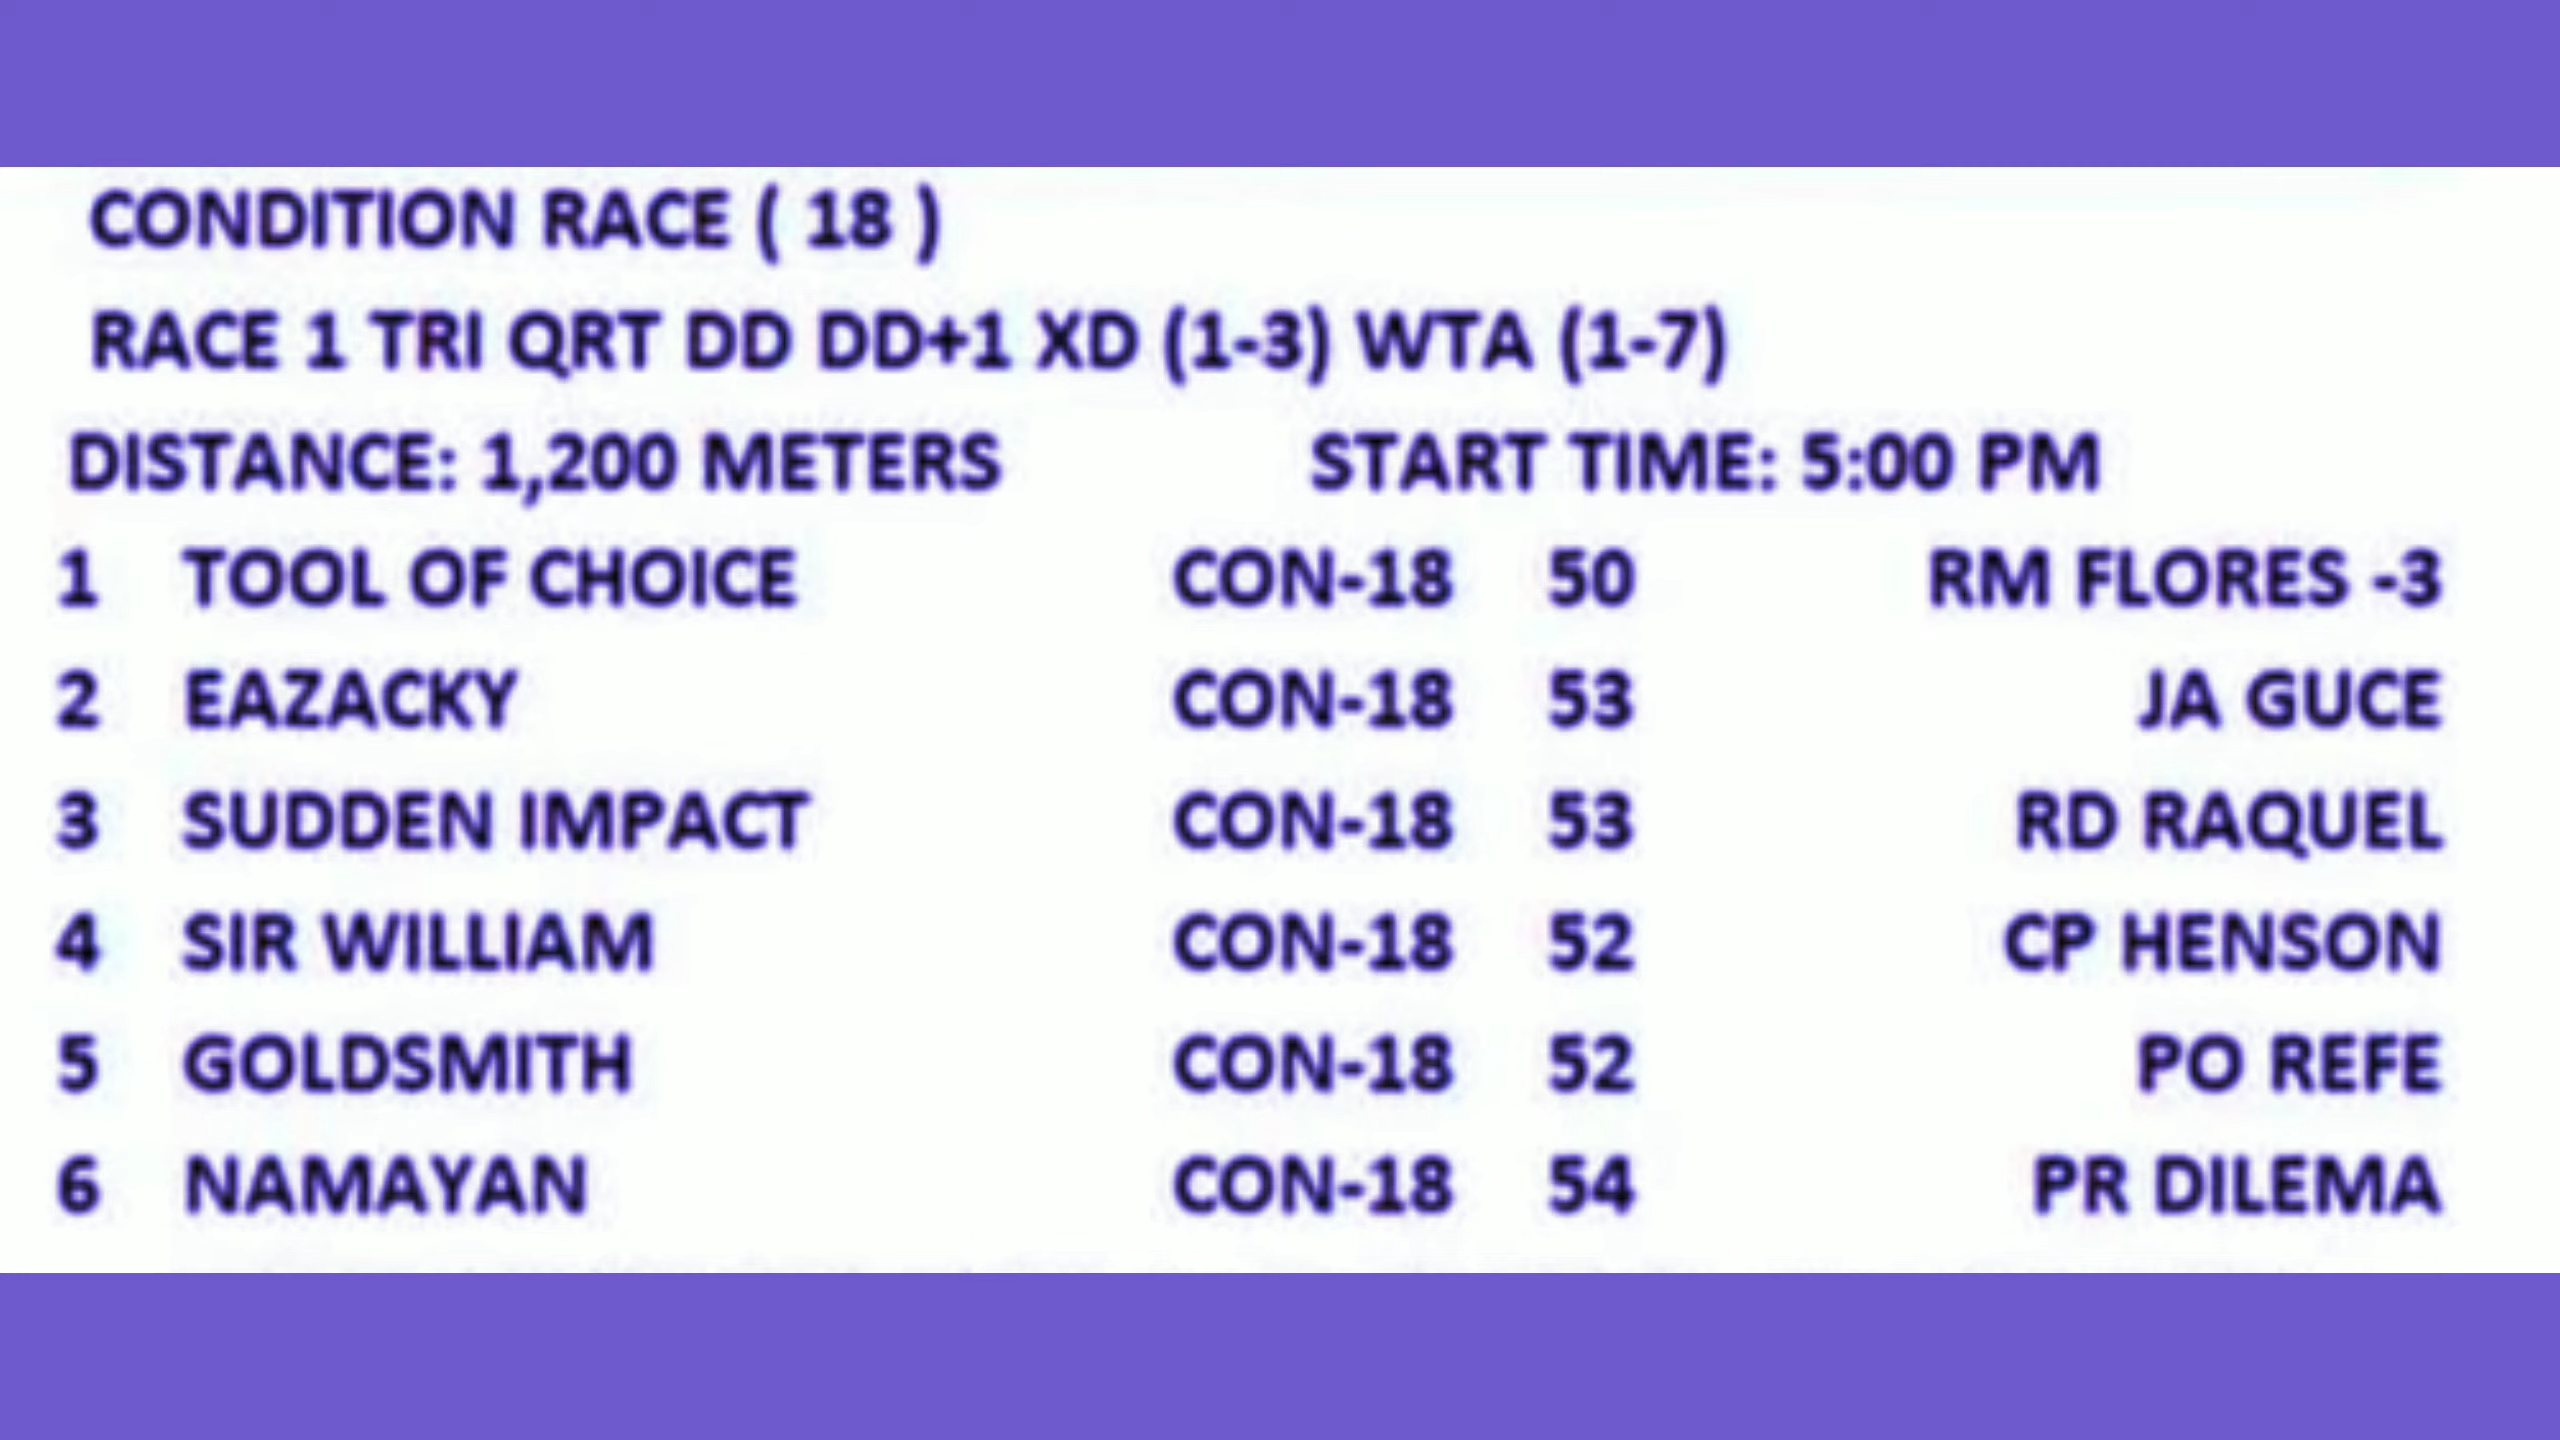 CONDITION RACE ( 18 )
RACE 1 TRI QRT DD DD+1 XD (1-3) WTA (1-7)
DISTANCE: 1,200 METERS START TIME: 5:00 PM
1 TOOL OF CHOICE CON-18 50 RM FLORES -3
2 EAZACKY CON-18 53 JA GUCE
3 SUDDEN IMPACT CON-18 53 RD RAQUEL
4 SIR WILLIAM CON-18 52 CP HENSON
5 GOLDSMITH CON-18 52 PO REFE
6 NAMAYAN CON-18 54 PR DILEMA